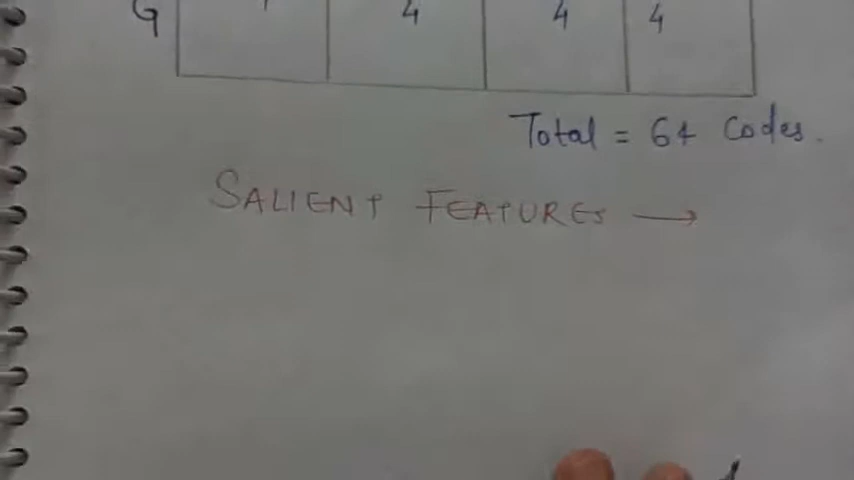 G 4 4 4
Total = 64 Codes.
SALIENT FEATURES →